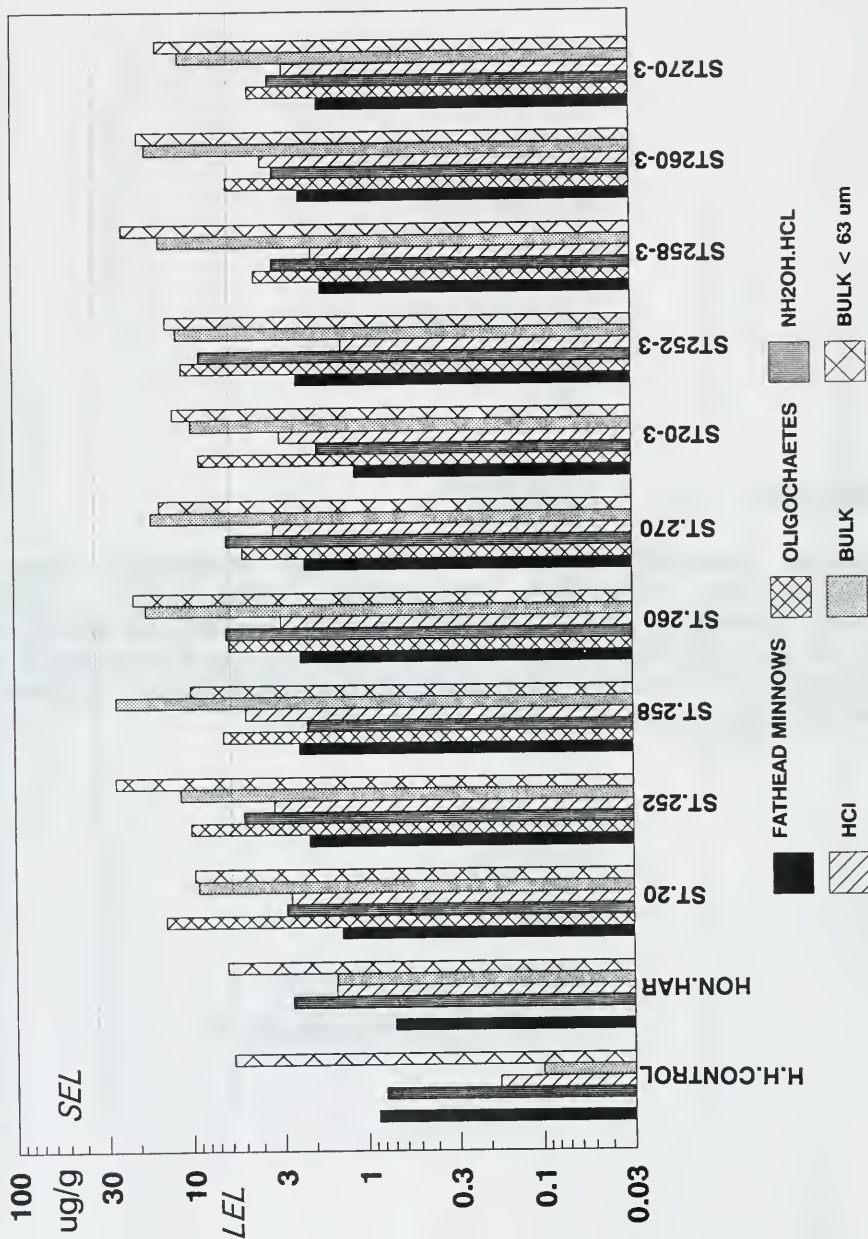 100
ug/g
SEL
30
10
LEL
3
1
0.3
0.1
0.03
H.H.CONTROL
HON.HAR
ST.20
ST.252
ST.258
ST.260
ST.270
ST20-3
ST252-3
ST258-3
ST260-3
ST270-3
FATHEAD MINNOWS
OLIGOCHAETES
NH2OH.HCL
HCl
BULK
BULK < 63 um